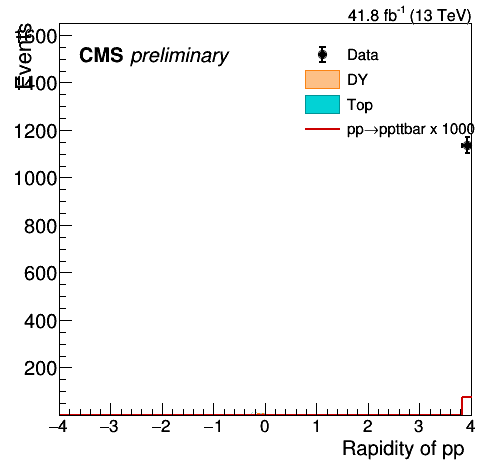 41.8 fb⁻¹ (13 TeV)
Events
CMS preliminary
Data
DY
Top
pp→ppttbar x 1000
1600
1400
1200
1000
800
600
400
200
−4 −3 −2 −1 0 1 2 3 4
Rapidity of pp